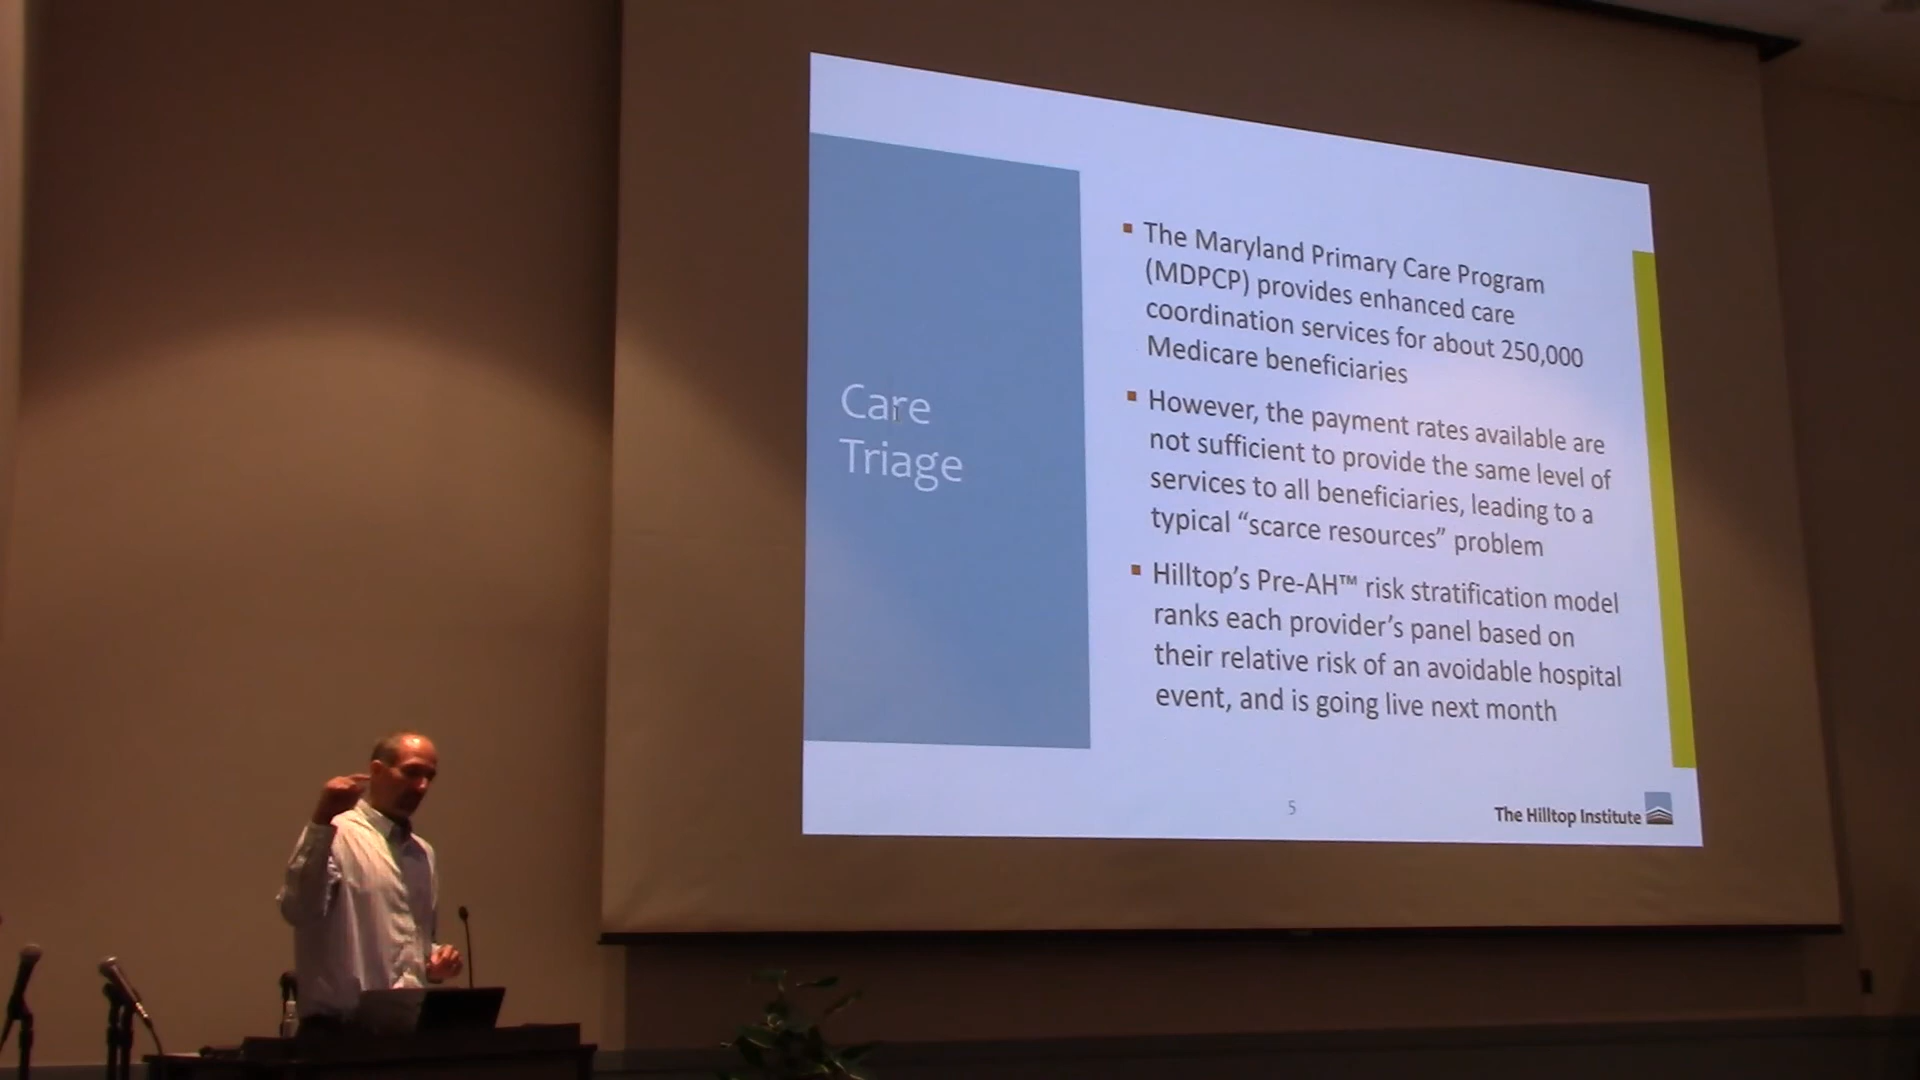 Care
Triage
The Maryland Primary Care Program
(MDPCP) provides enhanced care
coordination services for about 250,000
Medicare beneficiaries
However, the payment rates available are
not sufficient to provide the same level of
services to all beneficiaries, leading to a
typical “scarce resources” problem
Hilltop’s Pre-AH™ risk stratification model
ranks each provider’s panel based on
their relative risk of an avoidable hospital
event, and is going live next month
5
The Hilltop Institute